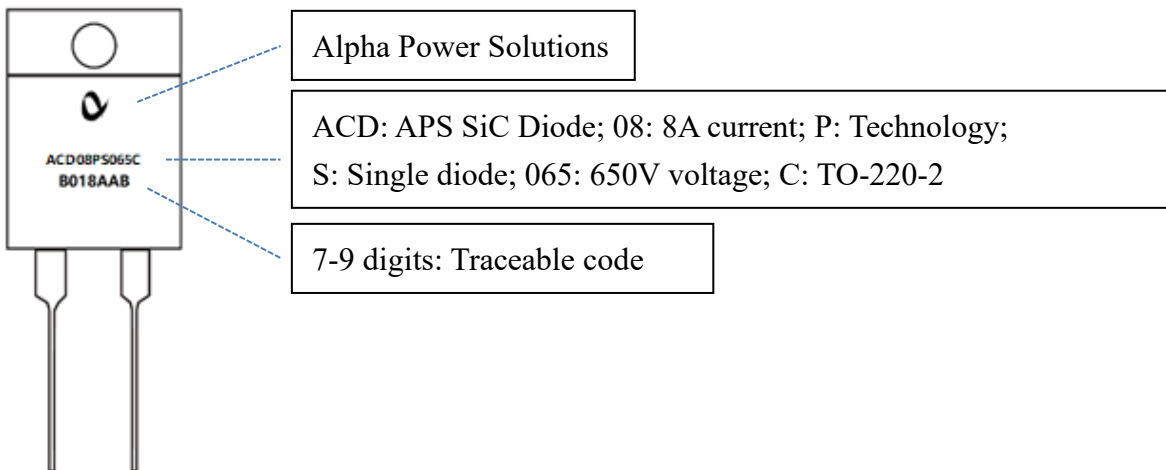 Alpha Power Solutions
ACD08PS065C
B018AAB
ACD: APS SiC Diode; 08: 8A current; P: Technology;
S: Single diode; 065: 650V voltage; C: TO-220-2
7-9 digits: Traceable code